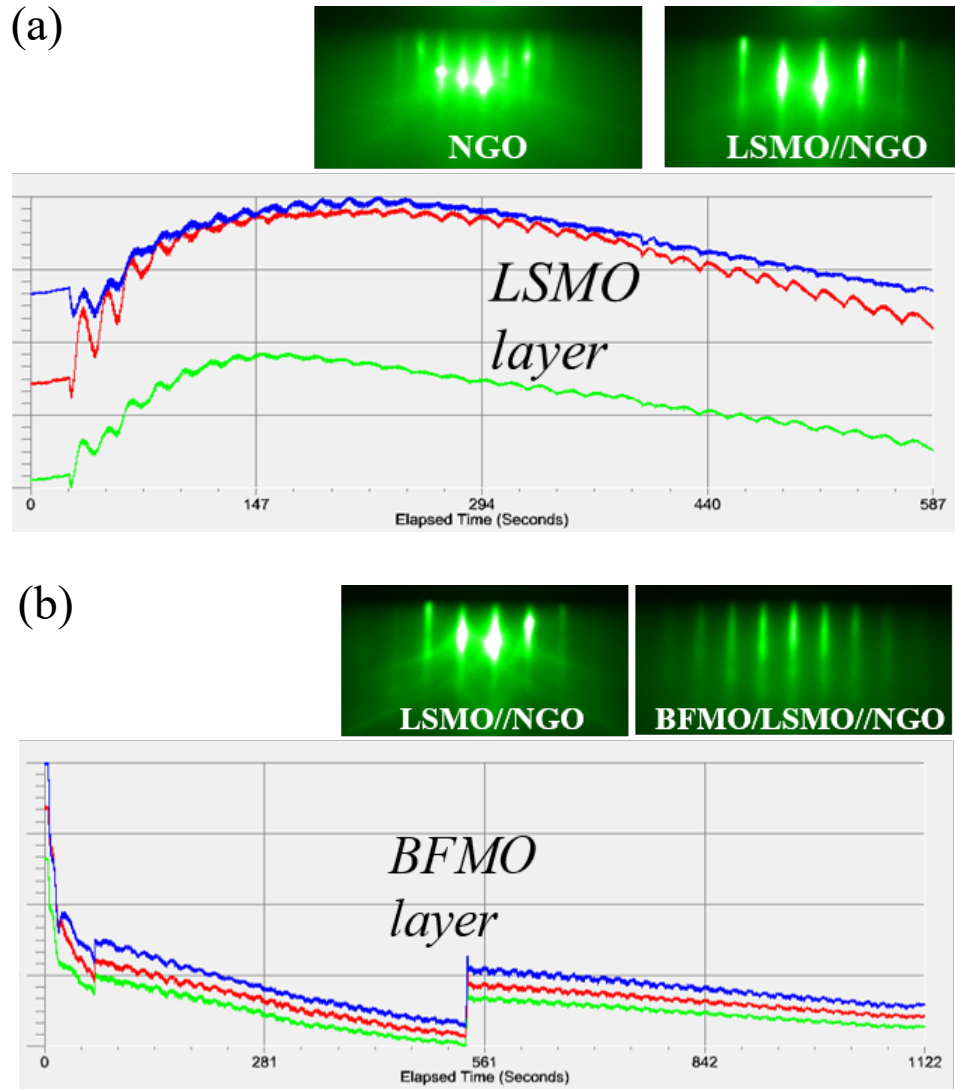 (a)
NGO
LSMO//NGO
LSMO
layer
0 147 294 440 587
Elapsed Time (Seconds)
(b)
LSMO//NGO
BFMO/LSMO//NGO
BFMO
layer
0 281 561 842 1122
Elapsed Time (Seconds)